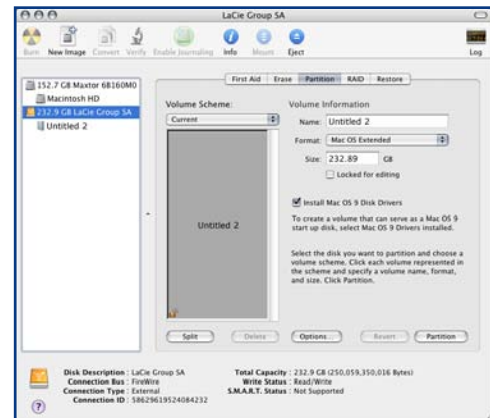 LaCie Group SA
Burn New Image Convert Verify Enable Journaling Info Mount Eject Log
152.7 GB Maxtor 6B160M0
Macintosh HD
232.9 GB LaCie Group SA
Untitled 2
First Aid Erase Partition RAID Restore
Volume Scheme:
Current
Untitled 2
Volume Information
Name: Untitled 2
Format: Mac OS Extended
Size: 232.89 GB
Locked for editing
Install Mac OS 9 Disk Drivers
To create a volume that can serve as a Mac OS 9
start up disk, select Mac OS 9 Drivers installed.
Select the disk you want to partition and choose a
volume scheme. Click each volume represented in
the scheme and specify a volume name, format,
and size. Click Partition.
Split Delete Options... Revert Partition
Disk Description : LaCie Group SA
Connection Bus : FireWire
Connection Type : External
Connection ID : 58629619524084232
Total Capacity : 232.9 GB (250,059,350,016 Bytes)
Write Status : Read/Write
S.M.A.R.T. Status : Not Supported
?